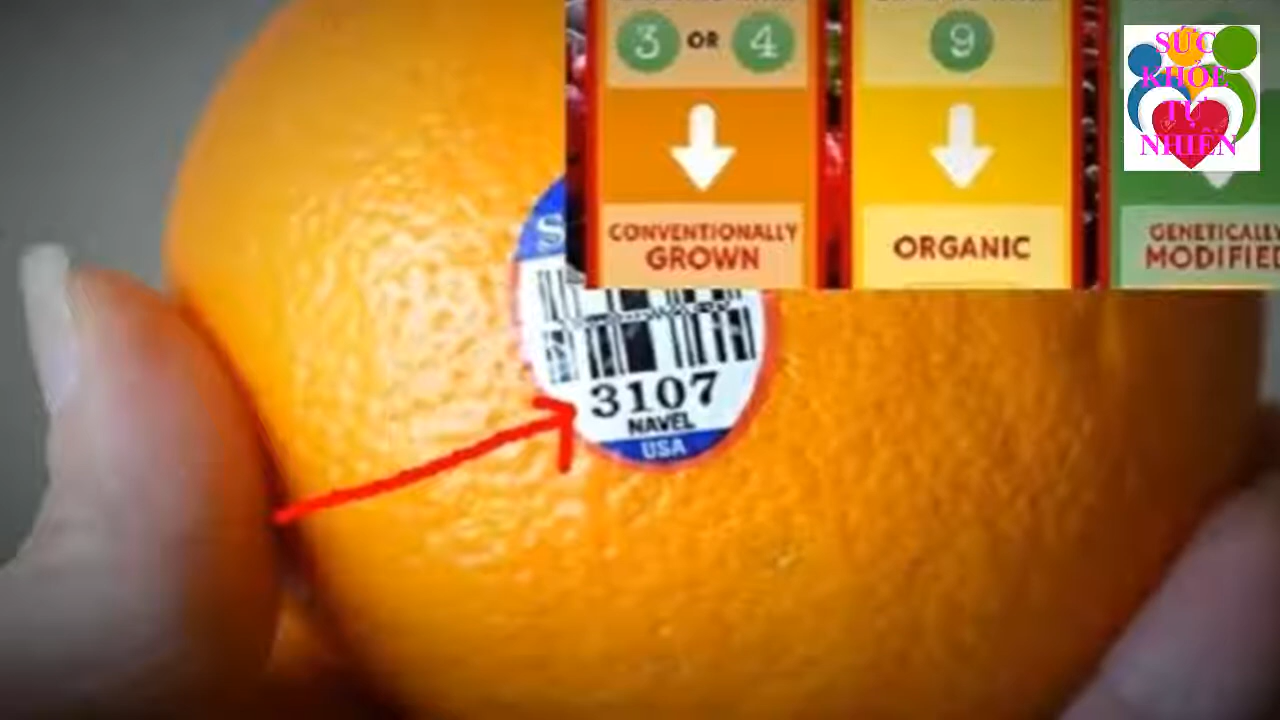 3 OR 4
9
CONVENTIONALLY
GROWN
ORGANIC
GENETICALLY
MODIFIED
SỨC
KHỎE
TỰ
NHIÊN
S
3107
NAVEL
USA